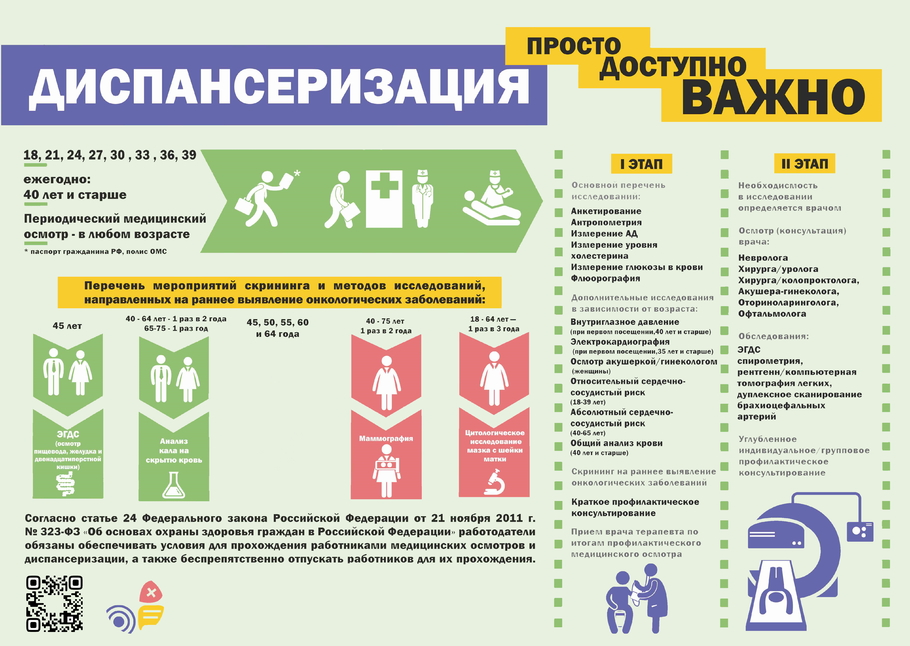 ДИСПАНСЕРИЗАЦИЯ
ПРОСТО
ДОСТУПНО
ВАЖНО
18, 21, 24, 27, 30 , 33 , 36, 39
ежегодно:
40 лет и старше
Периодический медицинский
осмотр - в любом возрасте
* паспорт гражданина РФ, полис ОМС
*
Перечень мероприятий скрининга и методов исследований,
направленных на раннее выявление онкологических заболеваний:
45 лет
ЭГДС
(осмотр
пищевода, желудка и
двенадцатиперстной
кишки)
40 - 64 лет - 1 раз в 2 года
65-75 - 1 раз год
Анализ
кала на
скрытую кровь
45, 50, 55, 60
и 64 года
40 - 75 лет
1 раз в 2 года
Маммография
18 - 64 лет —
1 раз в 3 года
Цитологическое
исследование
мазка с шейки
матки
Согласно статье 24 Федерального закона Российской Федерации от 21 ноября 2011 г.
№ 323-ФЗ «Об основах охраны здоровья граждан в Российской Федерации» работодатели
обязаны обеспечивать условия для прохождения работниками медицинских осмотров и
диспансеризации, а также беспрепятственно отпускать работников для их прохождения.
I ЭТАП
Основной перечень
исследований:
Анкетирование
Антропометрия
Измерение АД
Измерение уровня
холестерина
Измерение глюкозы в крови
Флюорография
Дополнительные исследования
в зависимости от возраста:
Внутриглазное давление
(при первом посещении,40 лет и старше)
Электрокардиография
(при первом посещении,35 лет и старше)
Осмотр акушеркой/гинекологом
(женщины)
Относительный сердечно-
сосудистый риск
(18-39 лет)
Абсолютный сердечно-
сосудистый риск
(40-65 лет)
Общий анализ крови
(40 лет и старше)
Скрининг на раннее выявление
онкологических заболеваний
Краткое профилактическое
консультирование
Прием врача терапевта по
итогам профилактического
медицинского осмотра
II ЭТАП
Необходисмость
в исследовании
определяется врачом
Осмотр (консультация)
врача:
Невролога
Хирурга/уролога
Хирурга/колопроктолога,
Акушера-гинеколога,
Оториноларинголога,
Офтальмолога
Обследования:
ЭГДС
спирометрия,
рентген/компьютерная
томография легких,
дуплексное сканирование
брахиоцефальных
артерий
Углубленное
индивидуальное/групповое
профилактическое
консультирование